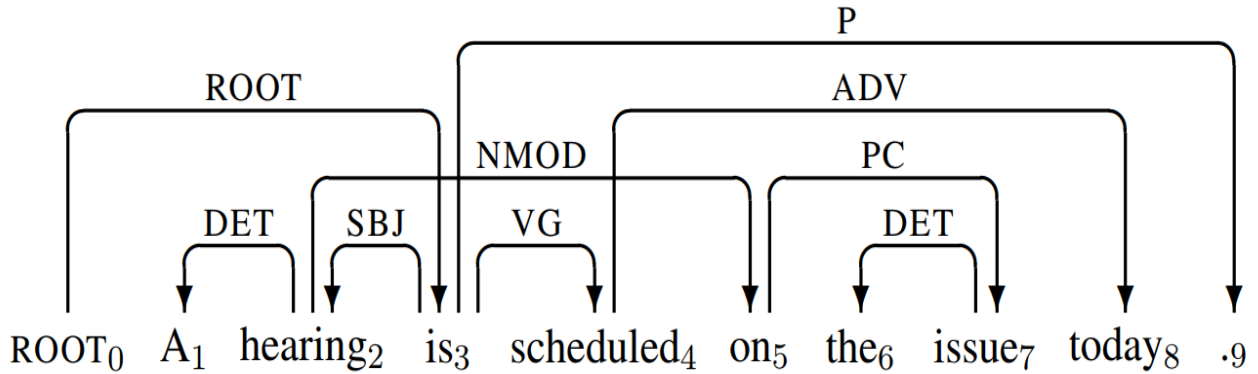 P
ROOT ADV
NMOD PC
DET SBJ VG DET
ROOT₀ A₁ hearing₂ is₃ scheduled₄ on₅ the₆ issue₇ today₈ .₉